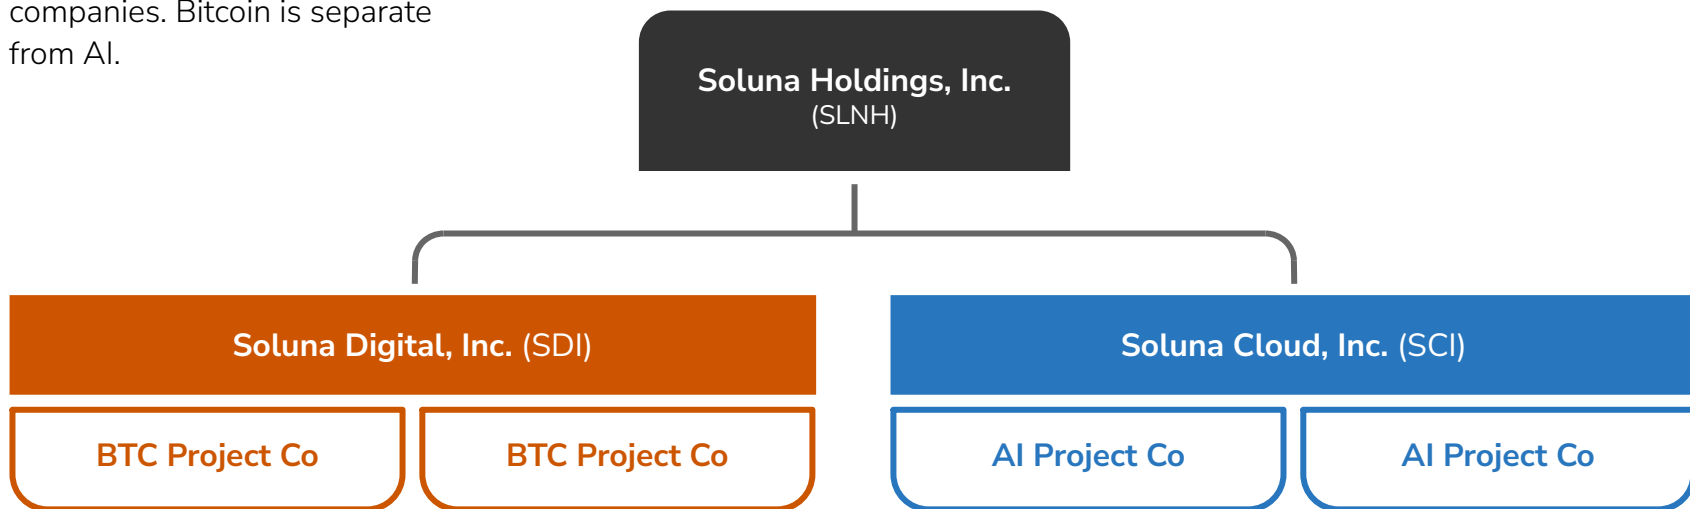 companies. Bitcoin is separate
from AI.
Soluna Holdings, Inc.
(SLNH)
Soluna Digital, Inc. (SDI)
Soluna Cloud, Inc. (SCI)
BTC Project Co
BTC Project Co
AI Project Co
AI Project Co